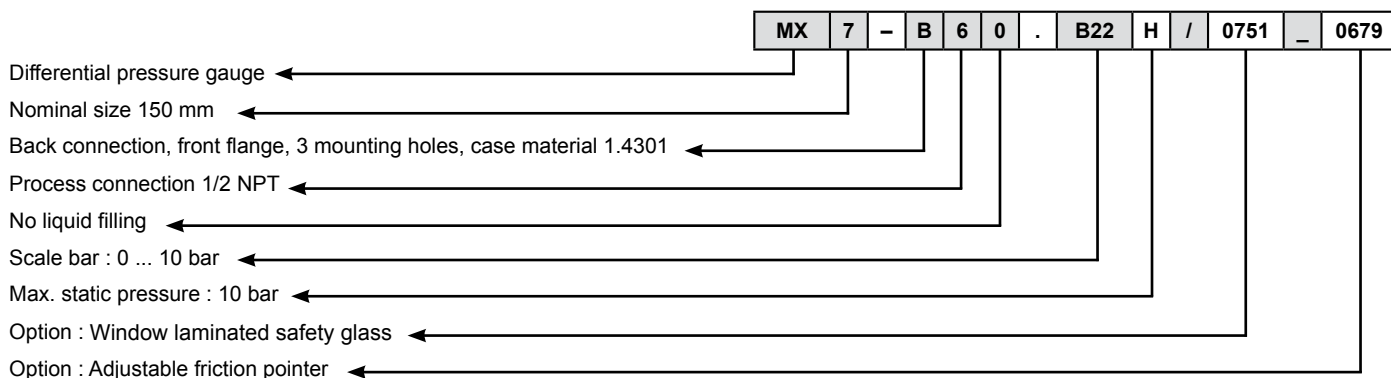 MX 7 – B 6 0 . B22 H / 0751 _ 0679
Differential pressure gauge
Nominal size 150 mm
Back connection, front flange, 3 mounting holes, case material 1.4301
Process connection 1/2 NPT
No liquid filling
Scale bar : 0 ... 10 bar
Max. static pressure : 10 bar
Option : Window laminated safety glass
Option : Adjustable friction pointer